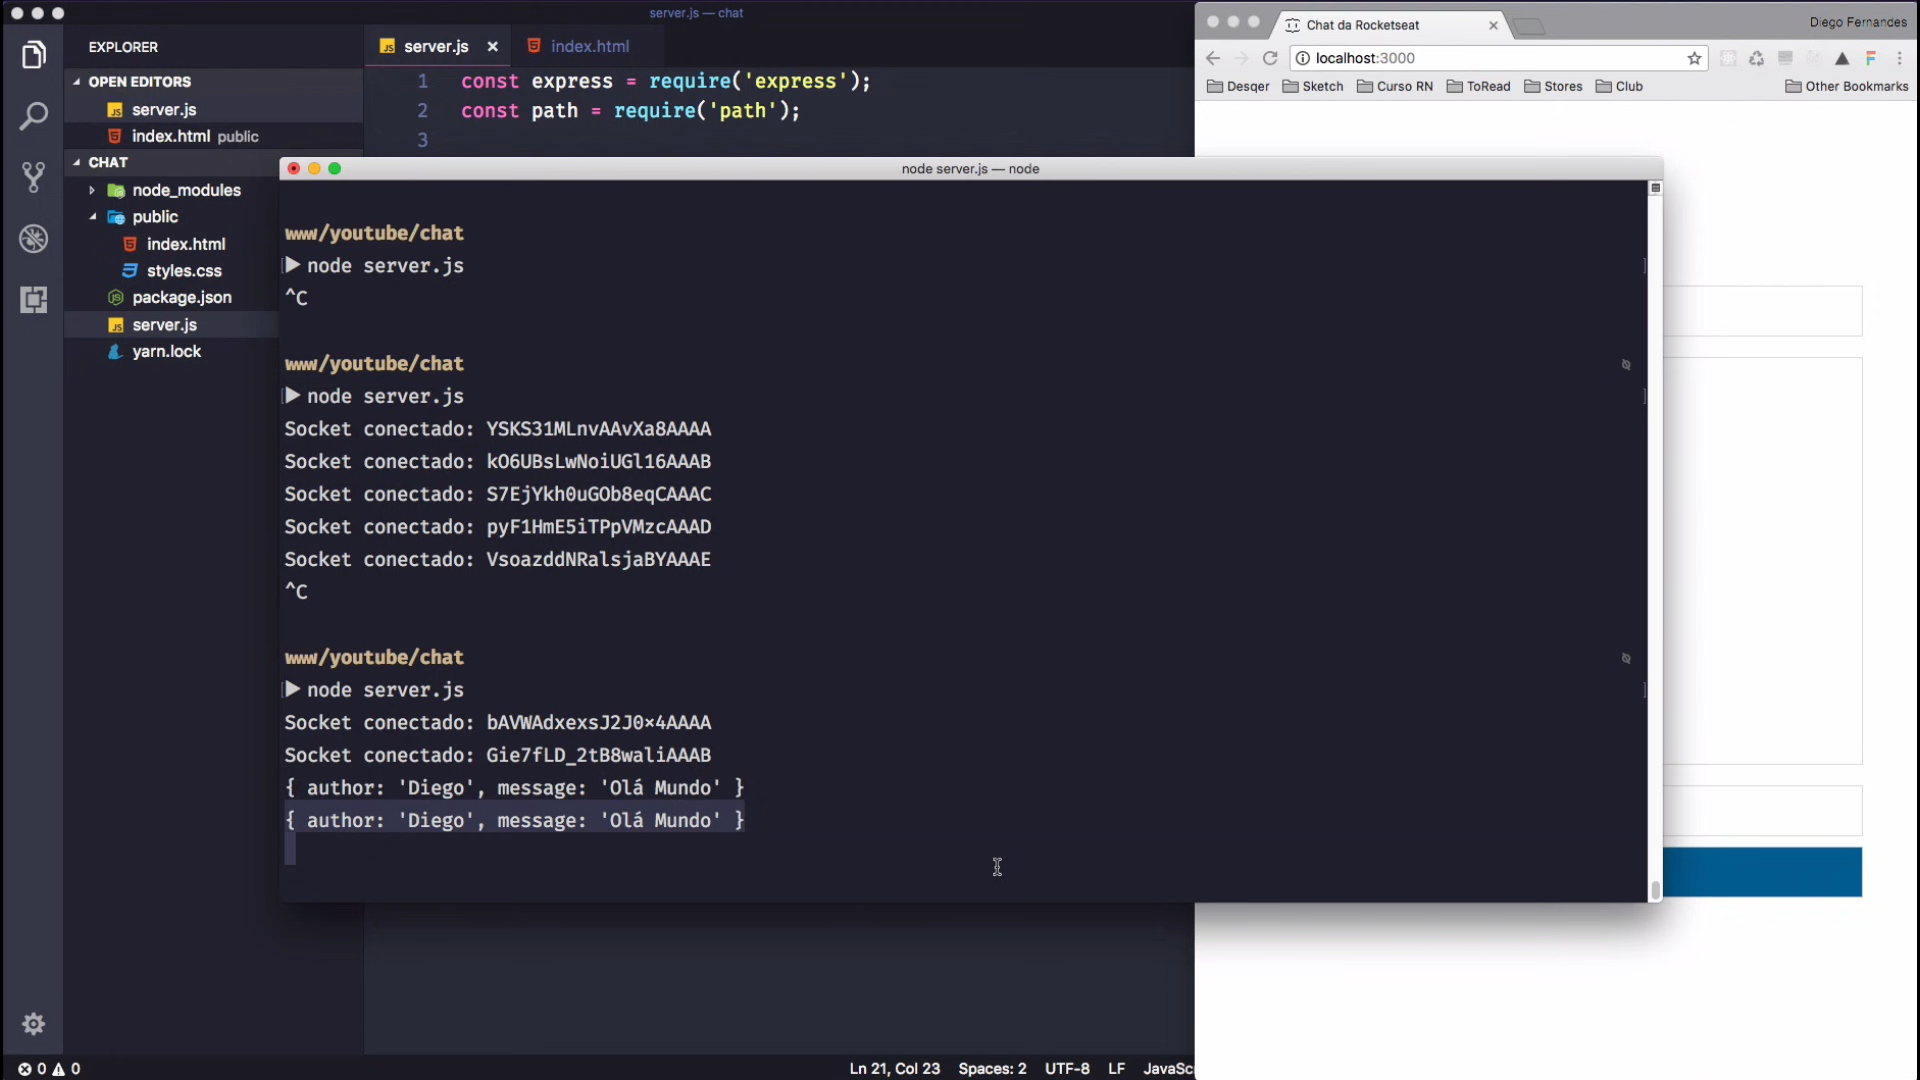 server.js — chat
EXPLORER
OPEN EDITORS
server.js
index.html public
CHAT
node_modules
public
index.html
styles.css
package.json
server.js
yarn.lock
server.js
index.html
1 const express = require('express');
2 const path = require('path');
3
node server.js — node
www/youtube/chat
node server.js
^C
www/youtube/chat
node server.js
Socket conectado: YSKS31MLnvAAvXa8AAAA
Socket conectado: kO6UBsLwNoiUGl16AAAB
Socket conectado: S7EjYkh0uGOb8eqCAAAC
Socket conectado: pyF1HmE5iTPpVMzcAAAD
Socket conectado: VsoazddNRalsjaBYAAAE
^C
www/youtube/chat
node server.js
Socket conectado: bAVWAdxexsJ2J0×4AAAA
Socket conectado: Gie7fLD_2tB8waliAAAB
{ author: 'Diego', message: 'Olá Mundo' }
{ author: 'Diego', message: 'Olá Mundo' }
Chat da Rocketseat
Diego Fernandes
localhost:3000
Desqer Sketch Curso RN ToRead Stores Club Other Bookmarks
0 0
Ln 21, Col 23 Spaces: 2 UTF-8 LF JavaSc